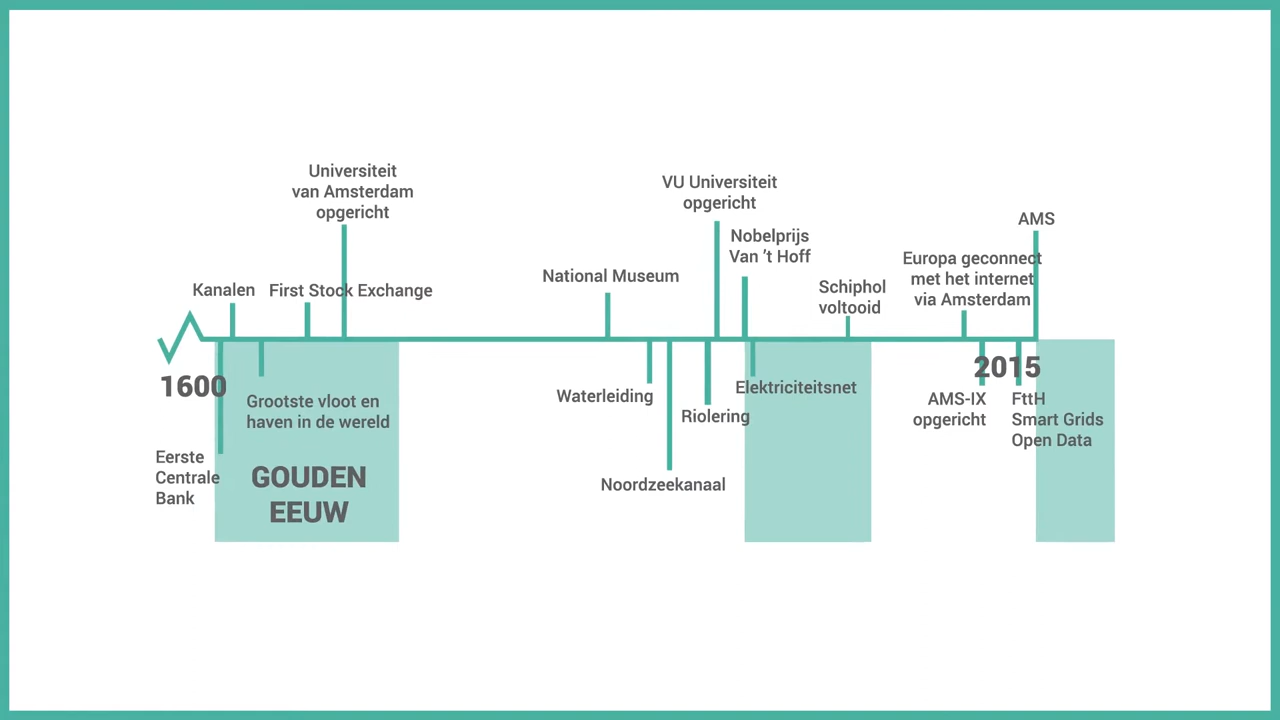 Universiteit
van Amsterdam
opgericht
VU Universiteit
opgericht
AMS
Nobelprijs
Van 't Hoff
Europa geconnect
met het internet
via Amsterdam
Kanalen
First Stock Exchange
National Museum
Schiphol
voltooid
1600
2015
Grootste vloot en
haven in de wereld
Waterleiding
Elektriciteitsnet
Riolering
AMS-IX
opgericht
FttH
Smart Grids
Open Data
Eerste
Centrale
Bank
GOUDEN
EEUW
Noordzeekanaal